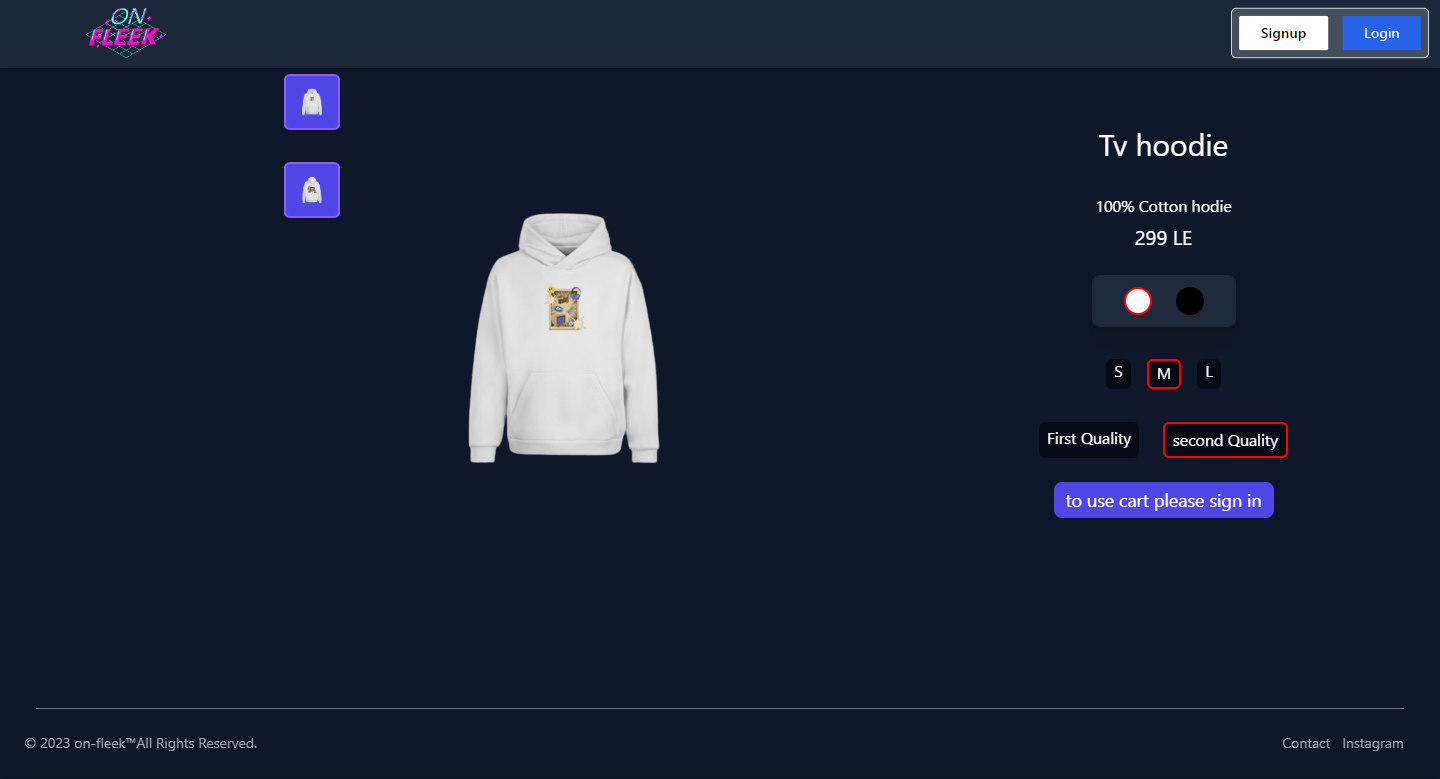 ON
FLEEK
Signup
Login
Tv hoodie
100% Cotton hodie
299 LE
S
M
L
First Quality
second Quality
to use cart please sign in
© 2023 on-fleek™All Rights Reserved.
Contact
Instagram